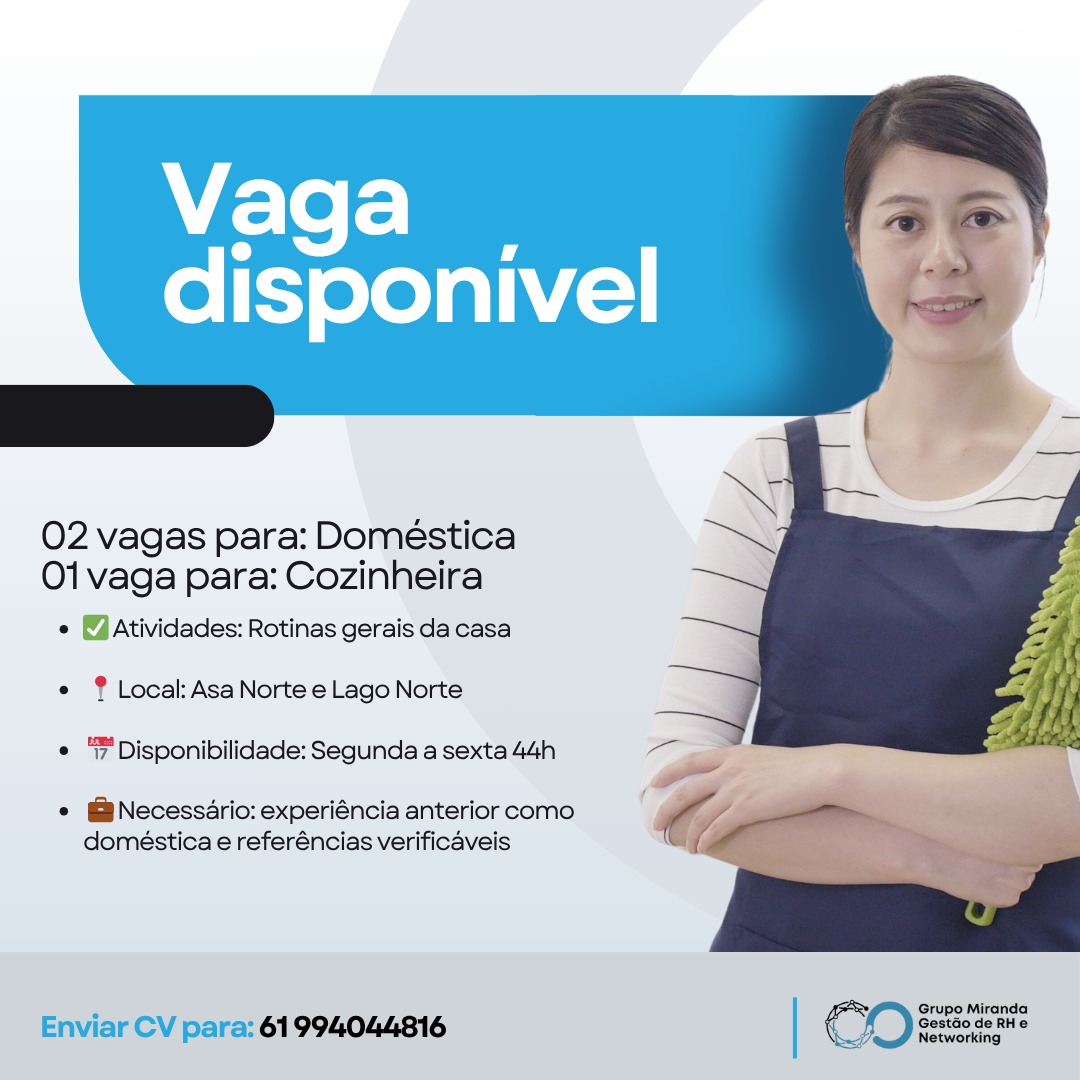 Vaga
disponível
02 vagas para: Doméstica
01 vaga para: Cozinheira
• ✅ Atividades: Rotinas gerais da casa
• 📍 Local: Asa Norte e Lago Norte
• 📅 Disponibilidade: Segunda a sexta 44h
• 💼 Necessário: experiência anterior como
doméstica e referências verificáveis
Enviar CV para: 61 994044816
Grupo Miranda
Gestão de RH e
Networking